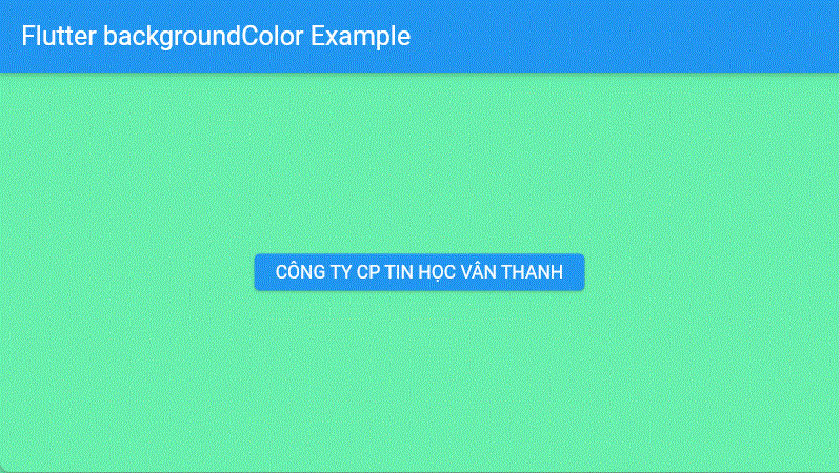 Flutter backgroundColor Example
CÔNG TY CP TIN HỌC VÂN THANH